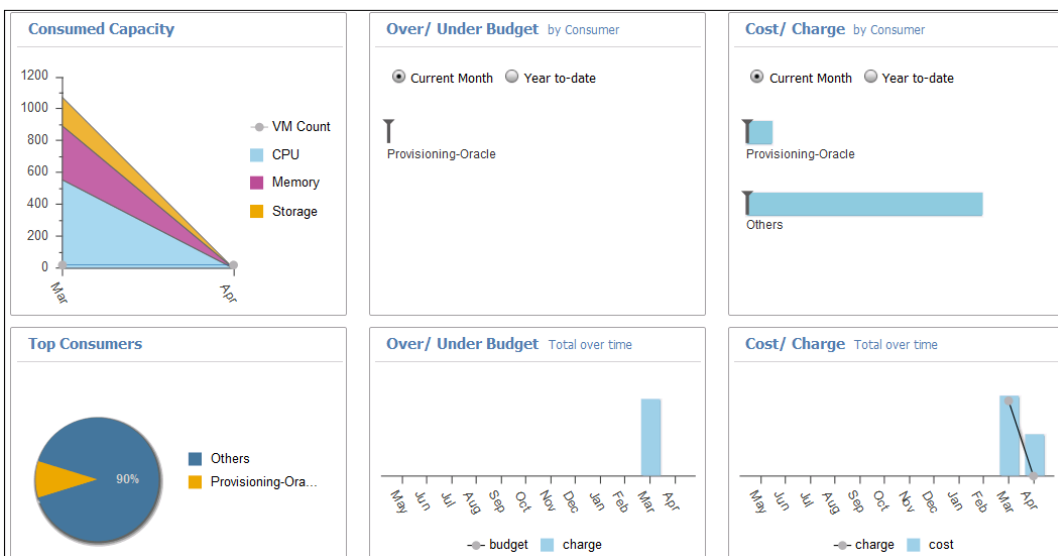 Consumed Capacity
1200
1000
800
600
400
200
0
Mar
Apr
VM Count
CPU
Memory
Storage
Over/ Under Budget by Consumer
Current Month Year to-date
Provisioning-Oracle
Cost/ Charge by Consumer
Current Month Year to-date
Provisioning-Oracle
Others
Top Consumers
90%
Others
Provisioning-Ora...
Over/ Under Budget Total over time
May Jun Jul Aug Sep Oct Nov Dec Jan Feb Mar Apr
budget charge
Cost/ Charge Total over time
May Jun Jul Aug Sep Oct Nov Dec Jan Feb Mar Apr
charge cost